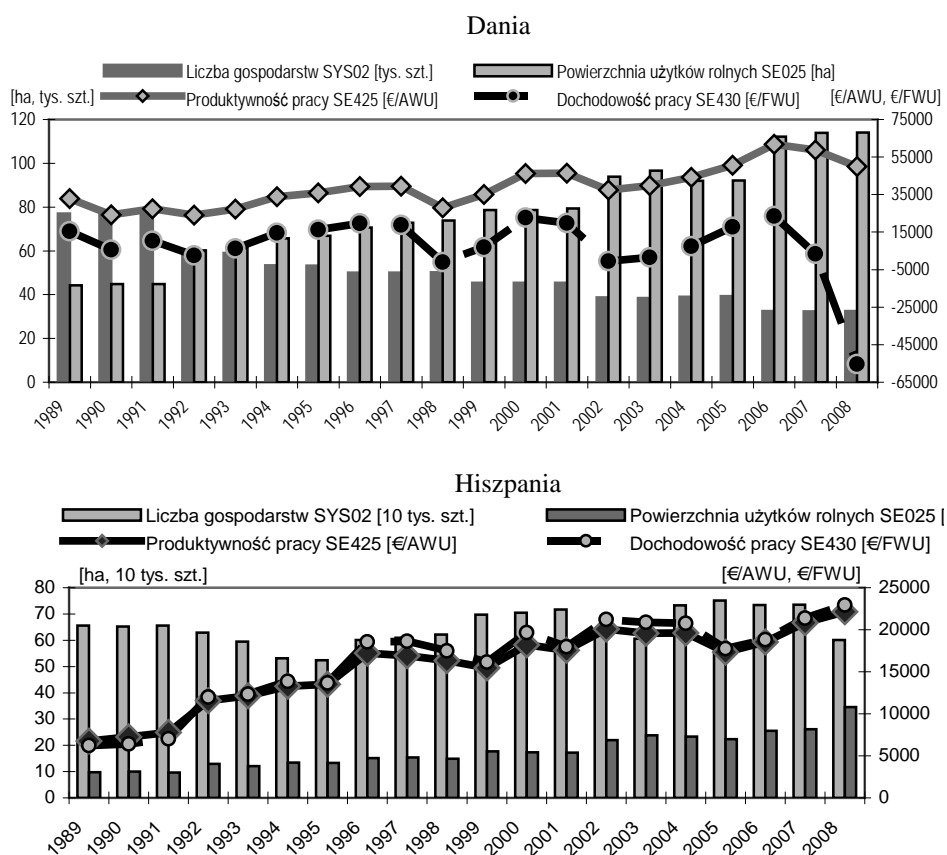 Dania
Liczba gospodarstw SYS02 [tys. szt.] Powierzchnia użytków rolnych SE025 [ha]
[ha, tys. szt.] Produktywność pracy SE425 [€/AWU] Dochodowość pracy SE430 [€/FWU] [€/AWU, €/FWU]
120 75000
100 55000
80 35000
60 15000
40 -5000
20 -25000
0 -45000
-65000
1989 1990 1991 1992 1993 1994 1995 1996 1997 1998 1999 2000 2001 2002 2003 2004 2005 2006 2007 2008
Hiszpania
Liczba gospodarstw SYS02 [10 tys. szt.] Powierzchnia użytków rolnych SE025 [
Produktywność pracy SE425 [€/AWU] Dochodowość pracy SE430 [€/FWU]
[ha, 10 tys. szt.] [€/AWU, €/FWU]
80 25000
70 20000
60 15000
50 10000
40 5000
30 0
20
10
0
1989 1990 1991 1992 1993 1994 1995 1996 1997 1998 1999 2000 2001 2002 2003 2004 2005 2006 2007 2008